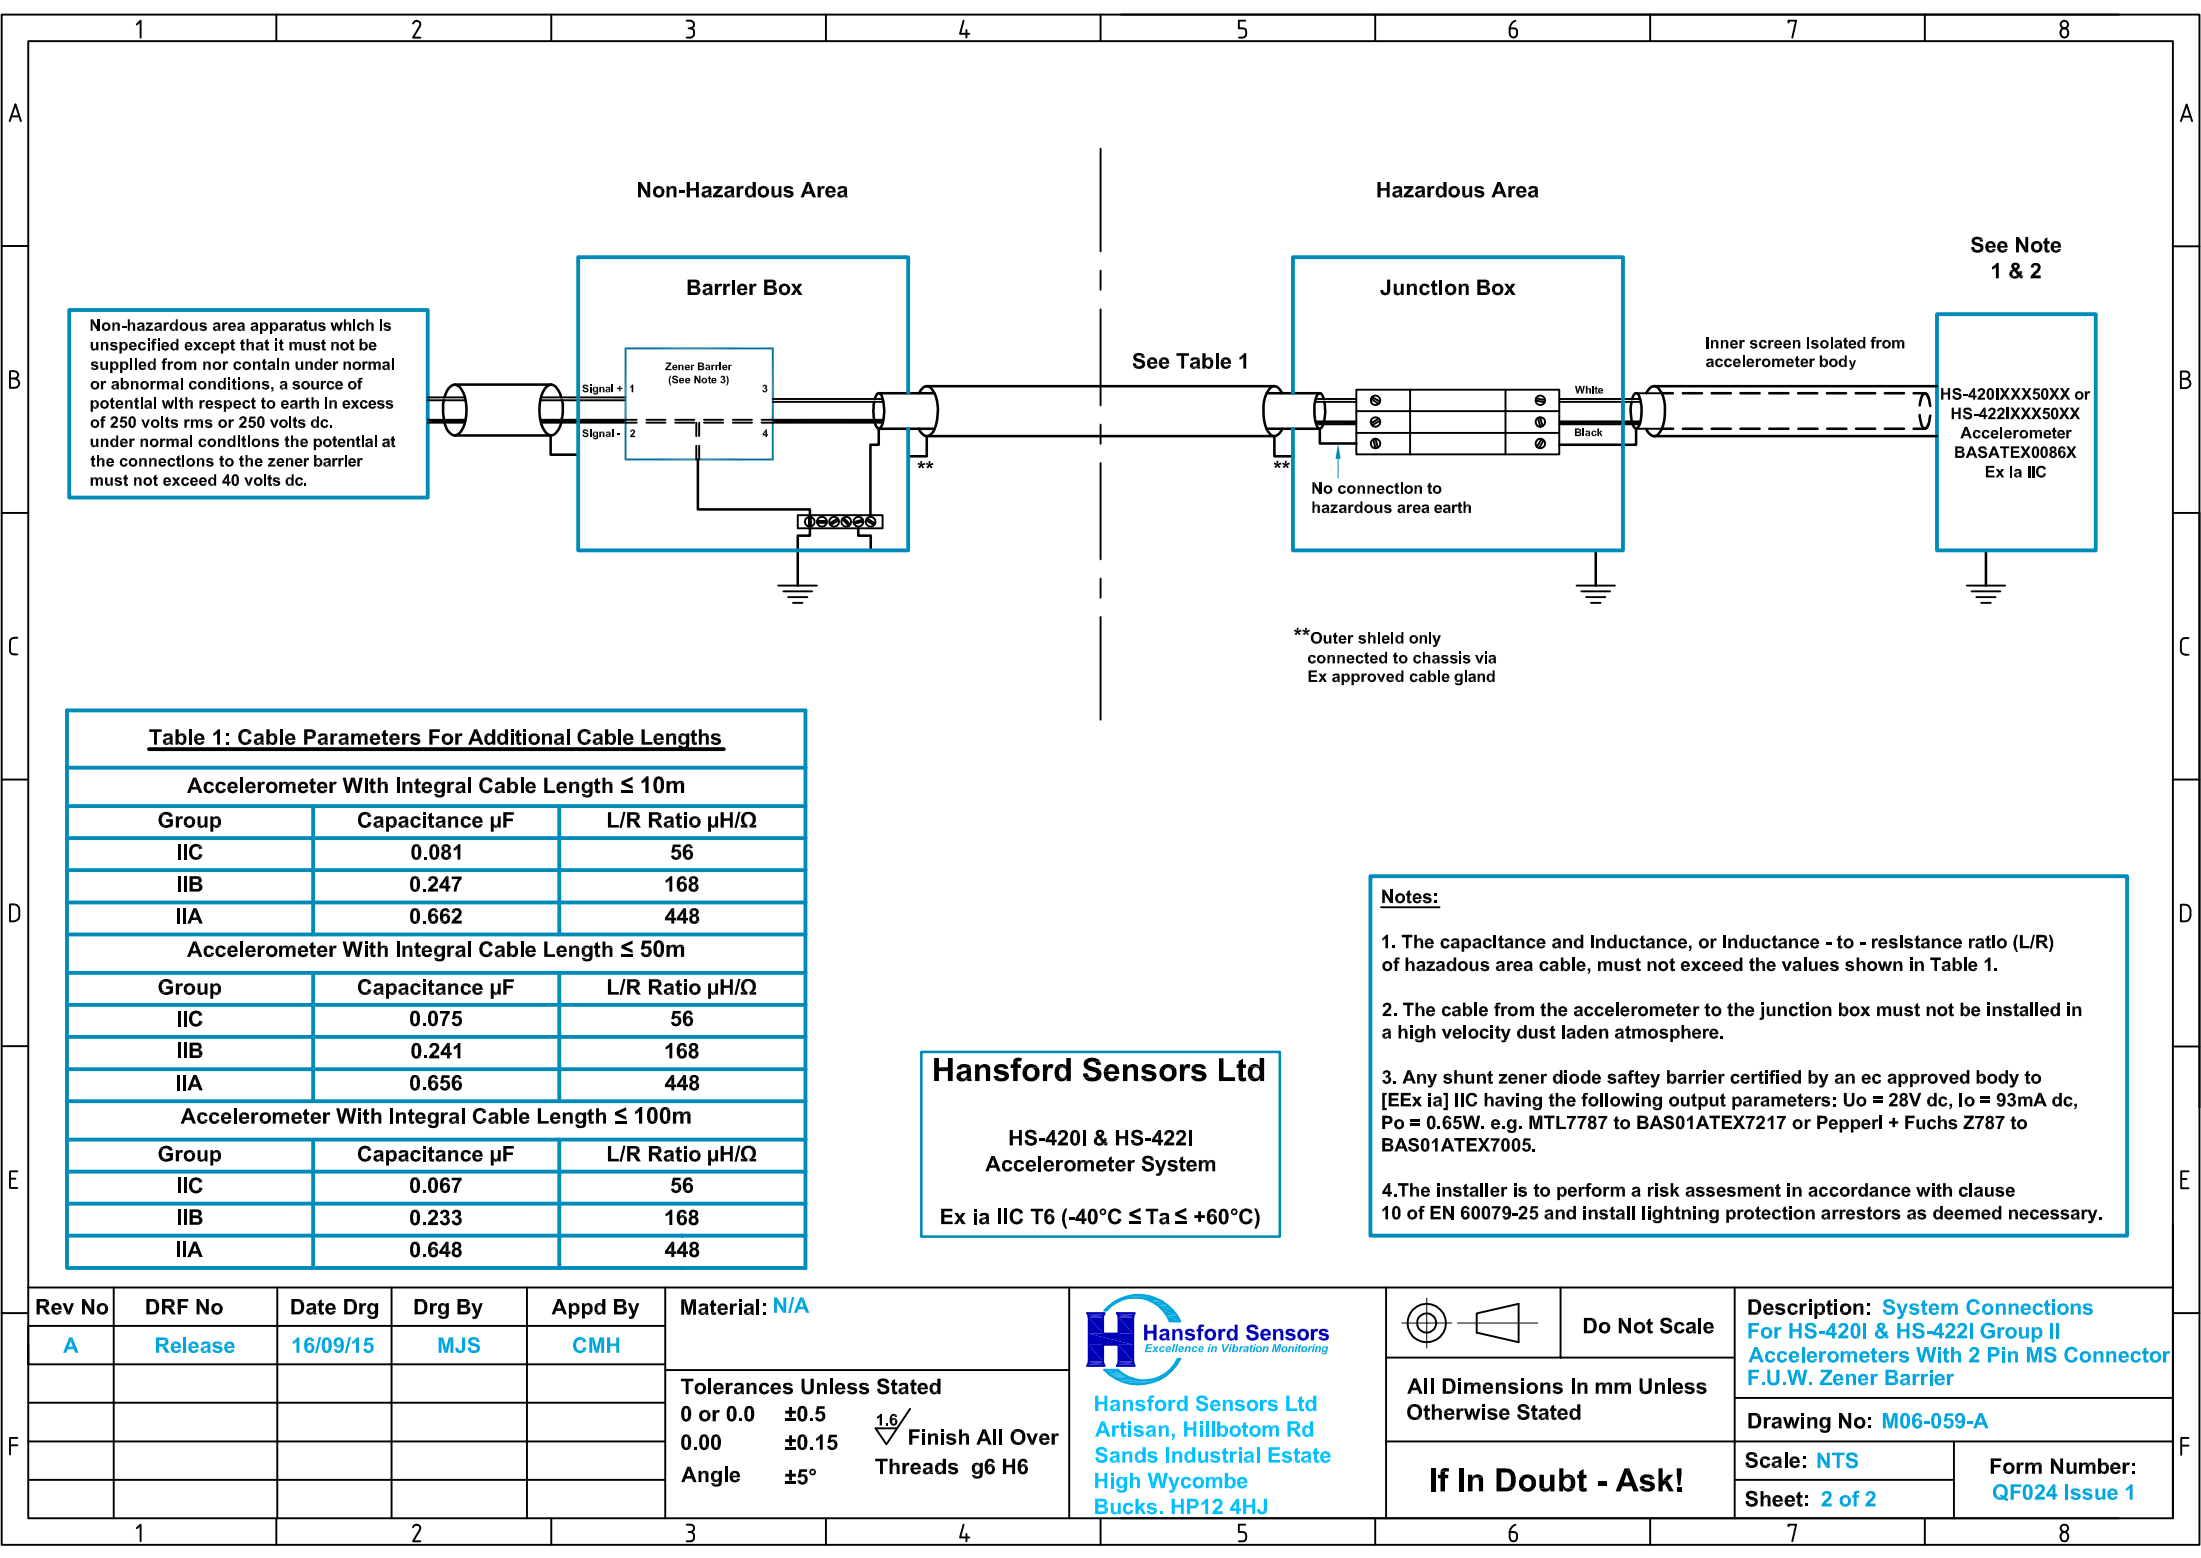 1 2 3 4 5 6 7 8
A A
Non-Hazardous Area
Hazardous Area
See Note
1 & 2
Barrier Box
Junction Box
Non-hazardous area apparatus which is
unspecified except that it must not be
supplied from nor contain under normal
or abnormal conditions, a source of
potential with respect to earth in excess
of 250 volts rms or 250 volts dc.
under normal conditions the potential at
the connections to the zener barrier
must not exceed 40 volts dc.
Zener Barrier
(See Note 3)
Signal + 1 3
Signal - 2 4
See Table 1
**
**
White
Black
No connection to
hazardous area earth
Inner screen isolated from
accelerometer body
HS-420IXXX50XX or
HS-422IXXX50XX
Accelerometer
BASATEX0086X
Ex ia IIC
B B
**Outer shield only
connected to chassis via
Ex approved cable gland
C C
Table 1: Cable Parameters For Additional Cable Lengths
Accelerometer With Integral Cable Length ≤ 10m
Group Capacitance µF L/R Ratio µH/Ω
IIC 0.081 56
IIB 0.247 168
IIA 0.662 448
Accelerometer With Integral Cable Length ≤ 50m
Group Capacitance µF L/R Ratio µH/Ω
IIC 0.075 56
IIB 0.241 168
IIA 0.656 448
Accelerometer With Integral Cable Length ≤ 100m
Group Capacitance µF L/R Ratio µH/Ω
IIC 0.067 56
IIB 0.233 168
IIA 0.648 448
D D
Hansford Sensors Ltd
HS-420I & HS-422I
Accelerometer System
Ex ia IIC T6 (-40°C ≤ Ta ≤ +60°C)
Notes:
1. The capacitance and Inductance, or Inductance - to - resistance ratio (L/R)
of hazadous area cable, must not exceed the values shown in Table 1.
2. The cable from the accelerometer to the junction box must not be installed in
a high velocity dust laden atmosphere.
3. Any shunt zener diode saftey barrier certified by an ec approved body to
[EEx ia] IIC having the following output parameters: Uo = 28V dc, Io = 93mA dc,
Po = 0.65W. e.g. MTL7787 to BAS01ATEX7217 or Pepperl + Fuchs Z787 to
BAS01ATEX7005.
4.The installer is to perform a risk assesment in accordance with clause
10 of EN 60079-25 and install lightning protection arrestors as deemed necessary.
E E
Rev No DRF No Date Drg Drg By Appd By
A Release 16/09/15 MJS CMH
Material: N/A
Tolerances Unless Stated
0 or 0.0 ±0.5
0.00 ±0.15
Angle ±5°
1.6 Finish All Over
Threads g6 H6
H Hansford Sensors
Excellence in Vibration Monitoring
Hansford Sensors Ltd
Artisan, Hillbotom Rd
Sands Industrial Estate
High Wycombe
Bucks. HP12 4HJ
Do Not Scale
All Dimensions In mm Unless
Otherwise Stated
If In Doubt - Ask!
Description: System Connections
For HS-420I & HS-422I Group II
Accelerometers With 2 Pin MS Connector
F.U.W. Zener Barrier
Drawing No: M06-059-A
Scale: NTS
Sheet: 2 of 2
Form Number:
QF024 Issue 1
F F
1 2 3 4 5 6 7 8